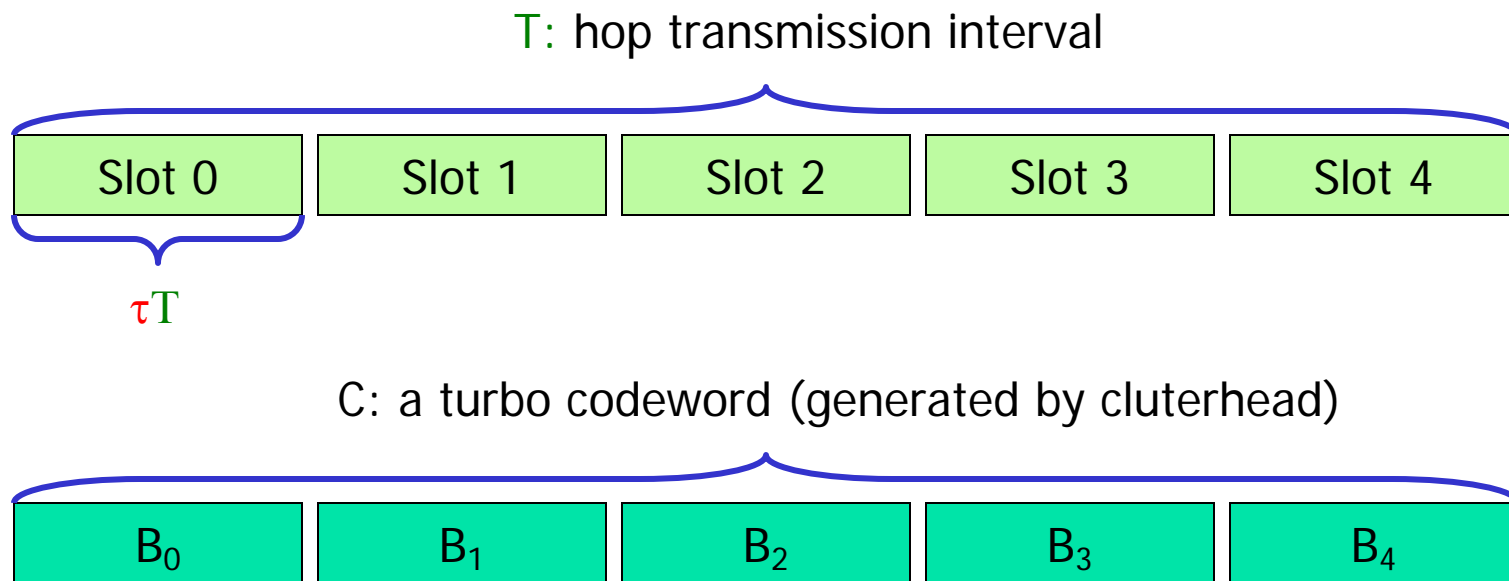 T: hop transmission interval
Slot 0 Slot 1 Slot 2 Slot 3 Slot 4
τT
C: a turbo codeword (generated by cluterhead)
B₀ B₁ B₂ B₃ B₄